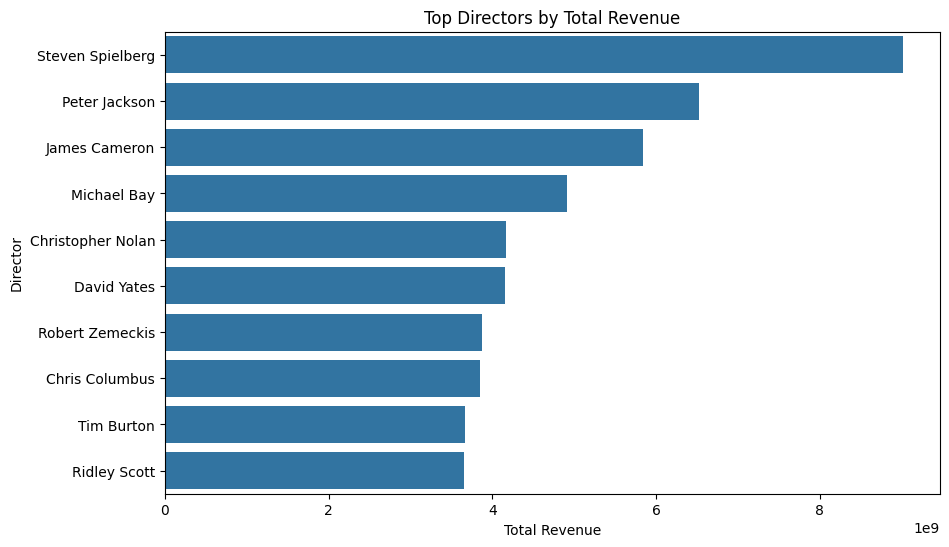 Top Directors by Total Revenue
Director
Steven Spielberg
Peter Jackson
James Cameron
Michael Bay
Christopher Nolan
David Yates
Robert Zemeckis
Chris Columbus
Tim Burton
Ridley Scott
0 2 4 6 8
1e9
Total Revenue